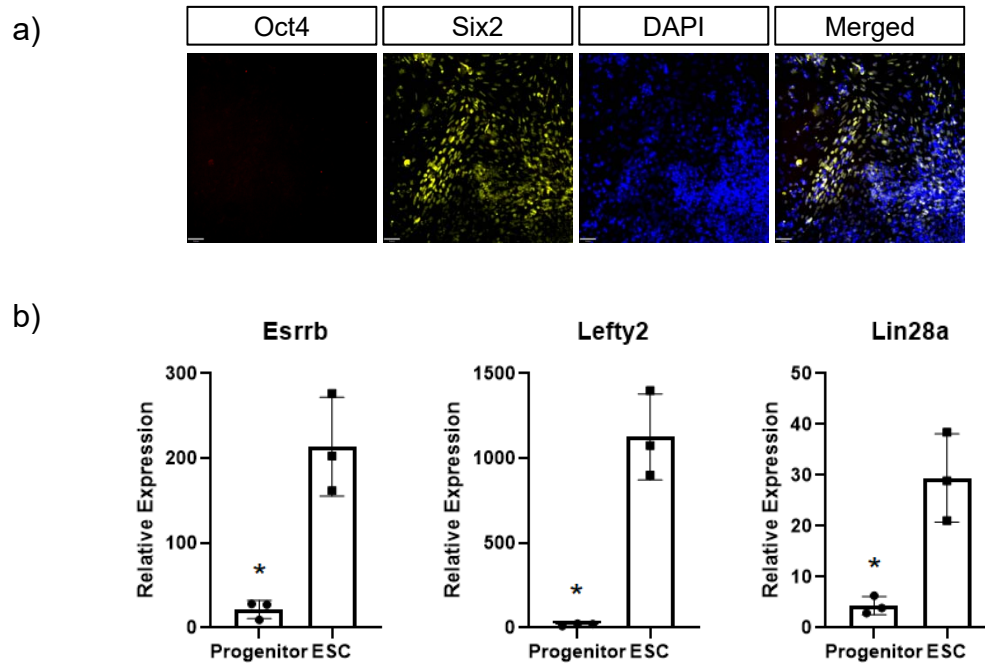 a)
Oct4 Six2 DAPI Merged
b)
Esrrb Lefty2 Lin28a
Relative Expression
300
200
100
0
*
Progenitor ESC
Relative Expression
1500
1000
500
0
*
Progenitor ESC
Relative Expression
50
40
30
20
10
0
*
Progenitor ESC